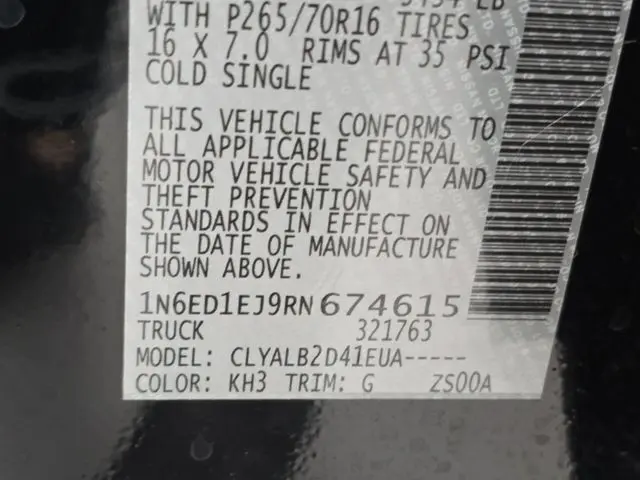 WITH P265/70R16 TIRES
16 X 7.0 RIMS AT 35 PSI
COLD SINGLE
THIS VEHICLE CONFORMS TO
ALL APPLICABLE FEDERAL
MOTOR VEHICLE SAFETY AND
THEFT PREVENTION
STANDARDS IN EFFECT ON
THE DATE OF MANUFACTURE
SHOWN ABOVE.
1N6ED1EJ9RN674615
TRUCK 321763
MODEL: CLYALB2D41EUA-----
COLOR: KH3 TRIM: G ZS00A